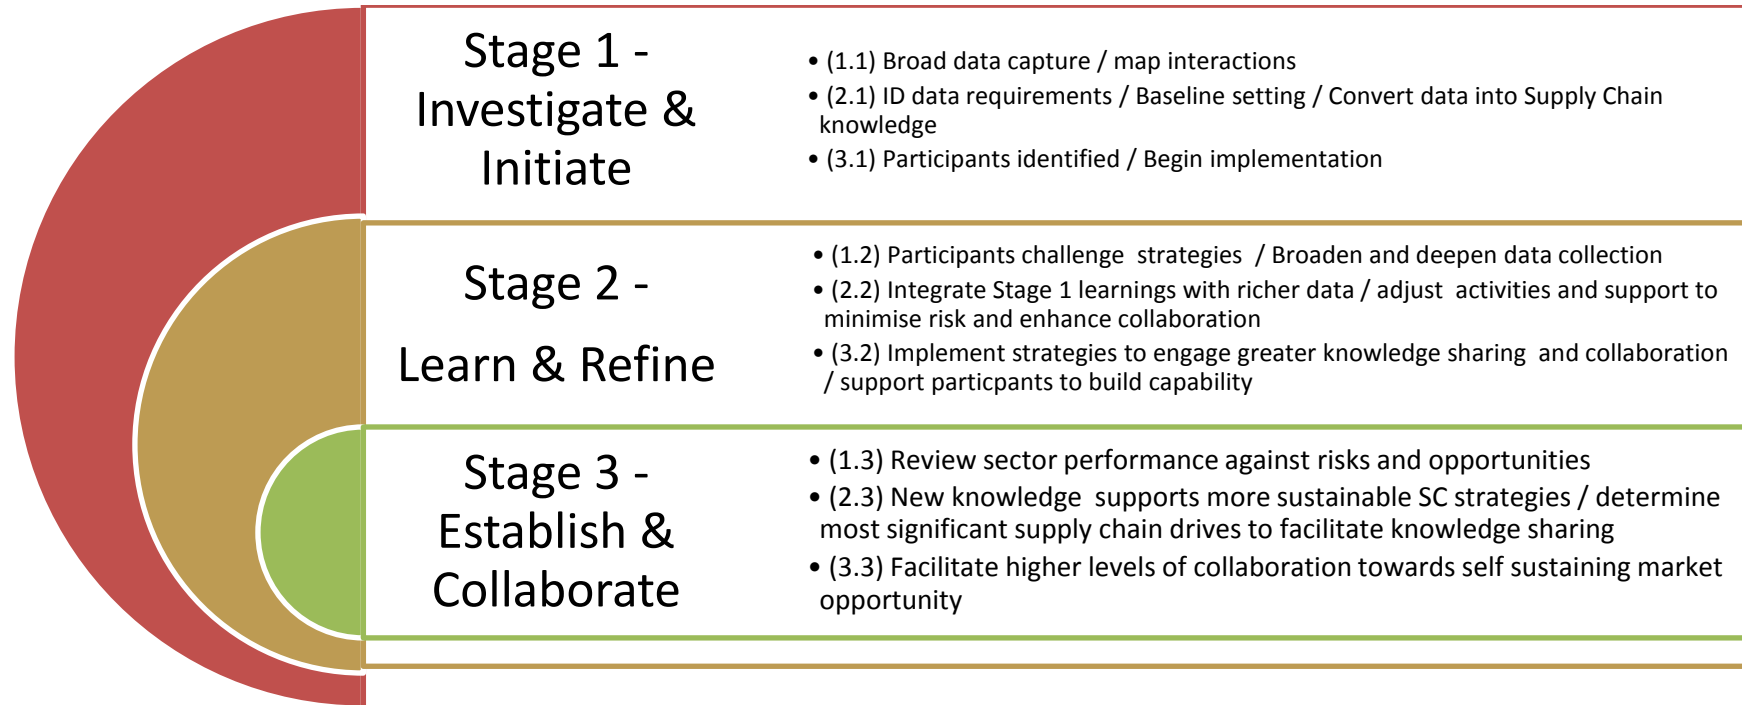 Stage 1 -
Investigate &
Initiate
• (1.1) Broad data capture / map interactions
• (2.1) ID data requirements / Baseline setting / Convert data into Supply Chain
knowledge
• (3.1) Participants identified / Begin implementation
Stage 2 -
Learn & Refine
• (1.2) Participants challenge  strategies  / Broaden and deepen data collection
• (2.2) Integrate Stage 1 learnings with richer data / adjust  activities and support to
minimise risk and enhance collaboration
• (3.2) Implement strategies to engage greater knowledge sharing  and collaboration
/ support particpants to build capability
Stage 3 -
Establish &
Collaborate
• (1.3) Review sector performance against risks and opportunities
• (2.3) New knowledge  supports more sustainable SC strategies / determine
most significant supply chain drives to facilitate knowledge sharing
• (3.3) Facilitate higher levels of collaboration towards self sustaining market
opportunity